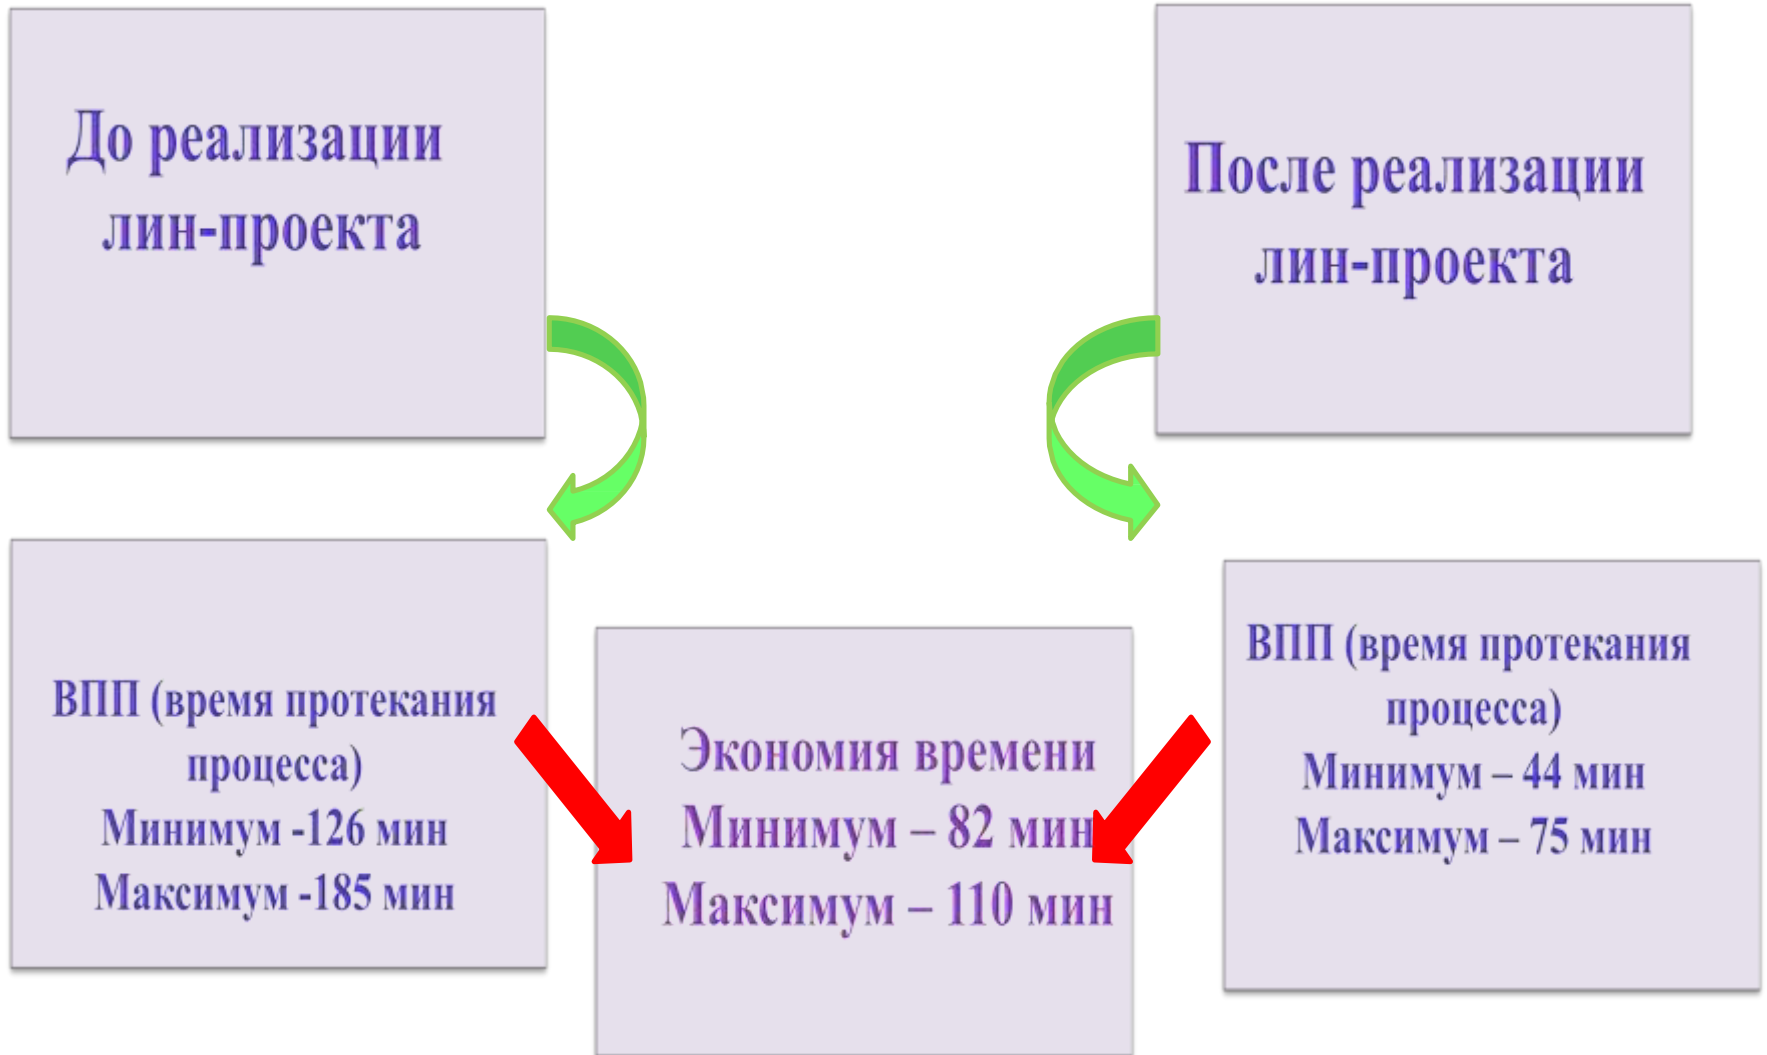 До реализации
лин-проекта
После реализации
лин-проекта
ВПП (время протекания
процесса)
Минимум -126 мин
Максимум -185 мин
Экономия времени
Минимум – 82 мин
Максимум – 110 мин
ВПП (время протекания
процесса)
Минимум – 44 мин
Максимум – 75 мин